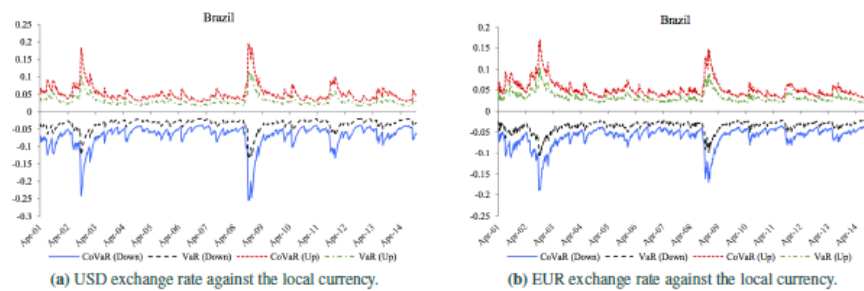 Brazil
0.25
0.2
0.15
0.1
0.05
0
-0.05
-0.1
-0.15
-0.2
-0.25
-0.3
Apr-01 Apr-02 Apr-03 Apr-04 Apr-05 Apr-06 Apr-07 Apr-08 Apr-09 Apr-10 Apr-11 Apr-12 Apr-13 Apr-14
CoVaR (Down) VaR (Down) CoVaR (Up) VaR (Up)
(a) USD exchange rate against the local currency.
Brazil
0.2
0.15
0.1
0.05
0
-0.05
-0.1
-0.15
-0.2
-0.25
Apr-01 Apr-02 Apr-03 Apr-04 Apr-05 Apr-06 Apr-07 Apr-08 Apr-09 Apr-10 Apr-11 Apr-12 Apr-13 Apr-14
CoVaR (Down) VaR (Down) CoVaR (Up) VaR (Up)
(b) EUR exchange rate against the local currency.